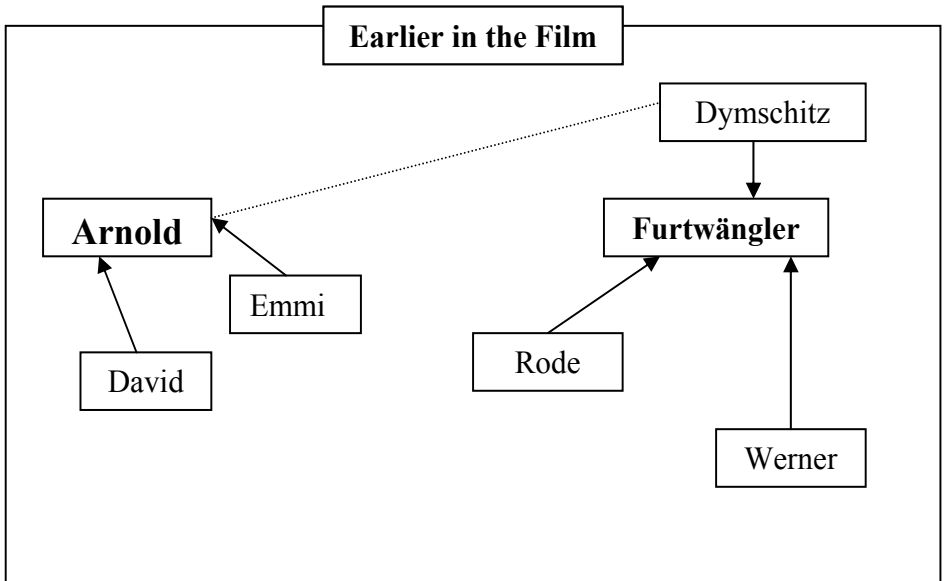 Earlier in the Film
Dymschitz
Arnold
Furtwängler
Emmi
Rode
David
Werner